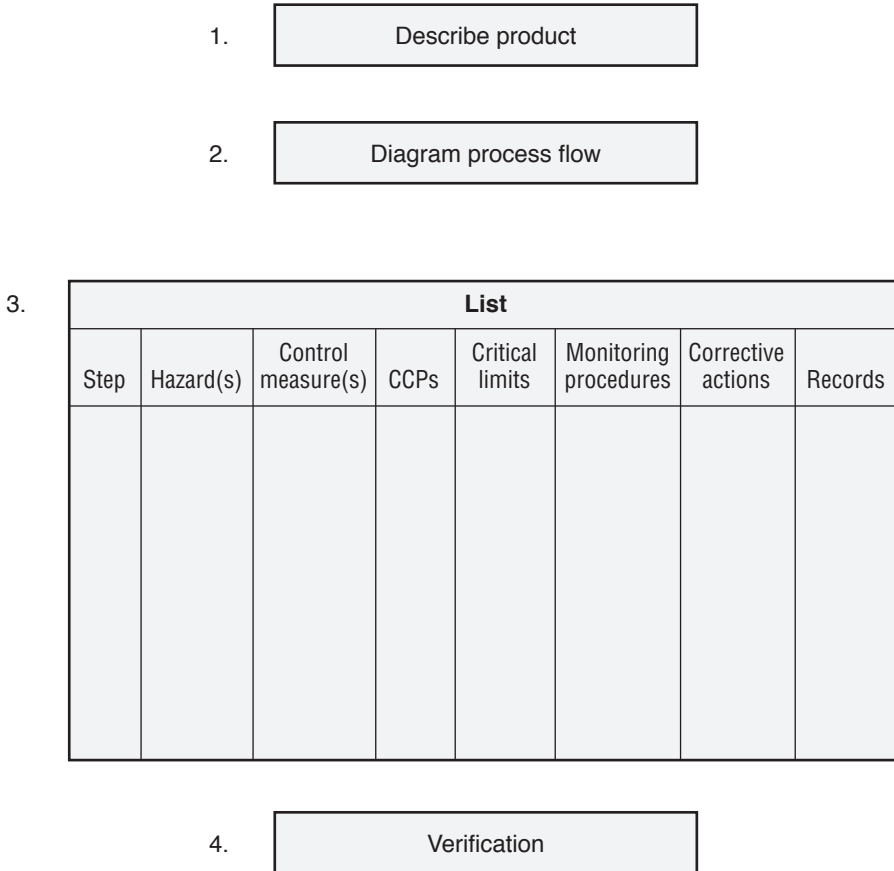 1. Describe product
2. Diagram process flow
3. List
Step Hazard(s) Control measure(s) CCPs Critical limits Monitoring procedures Corrective actions Records
4. Verification